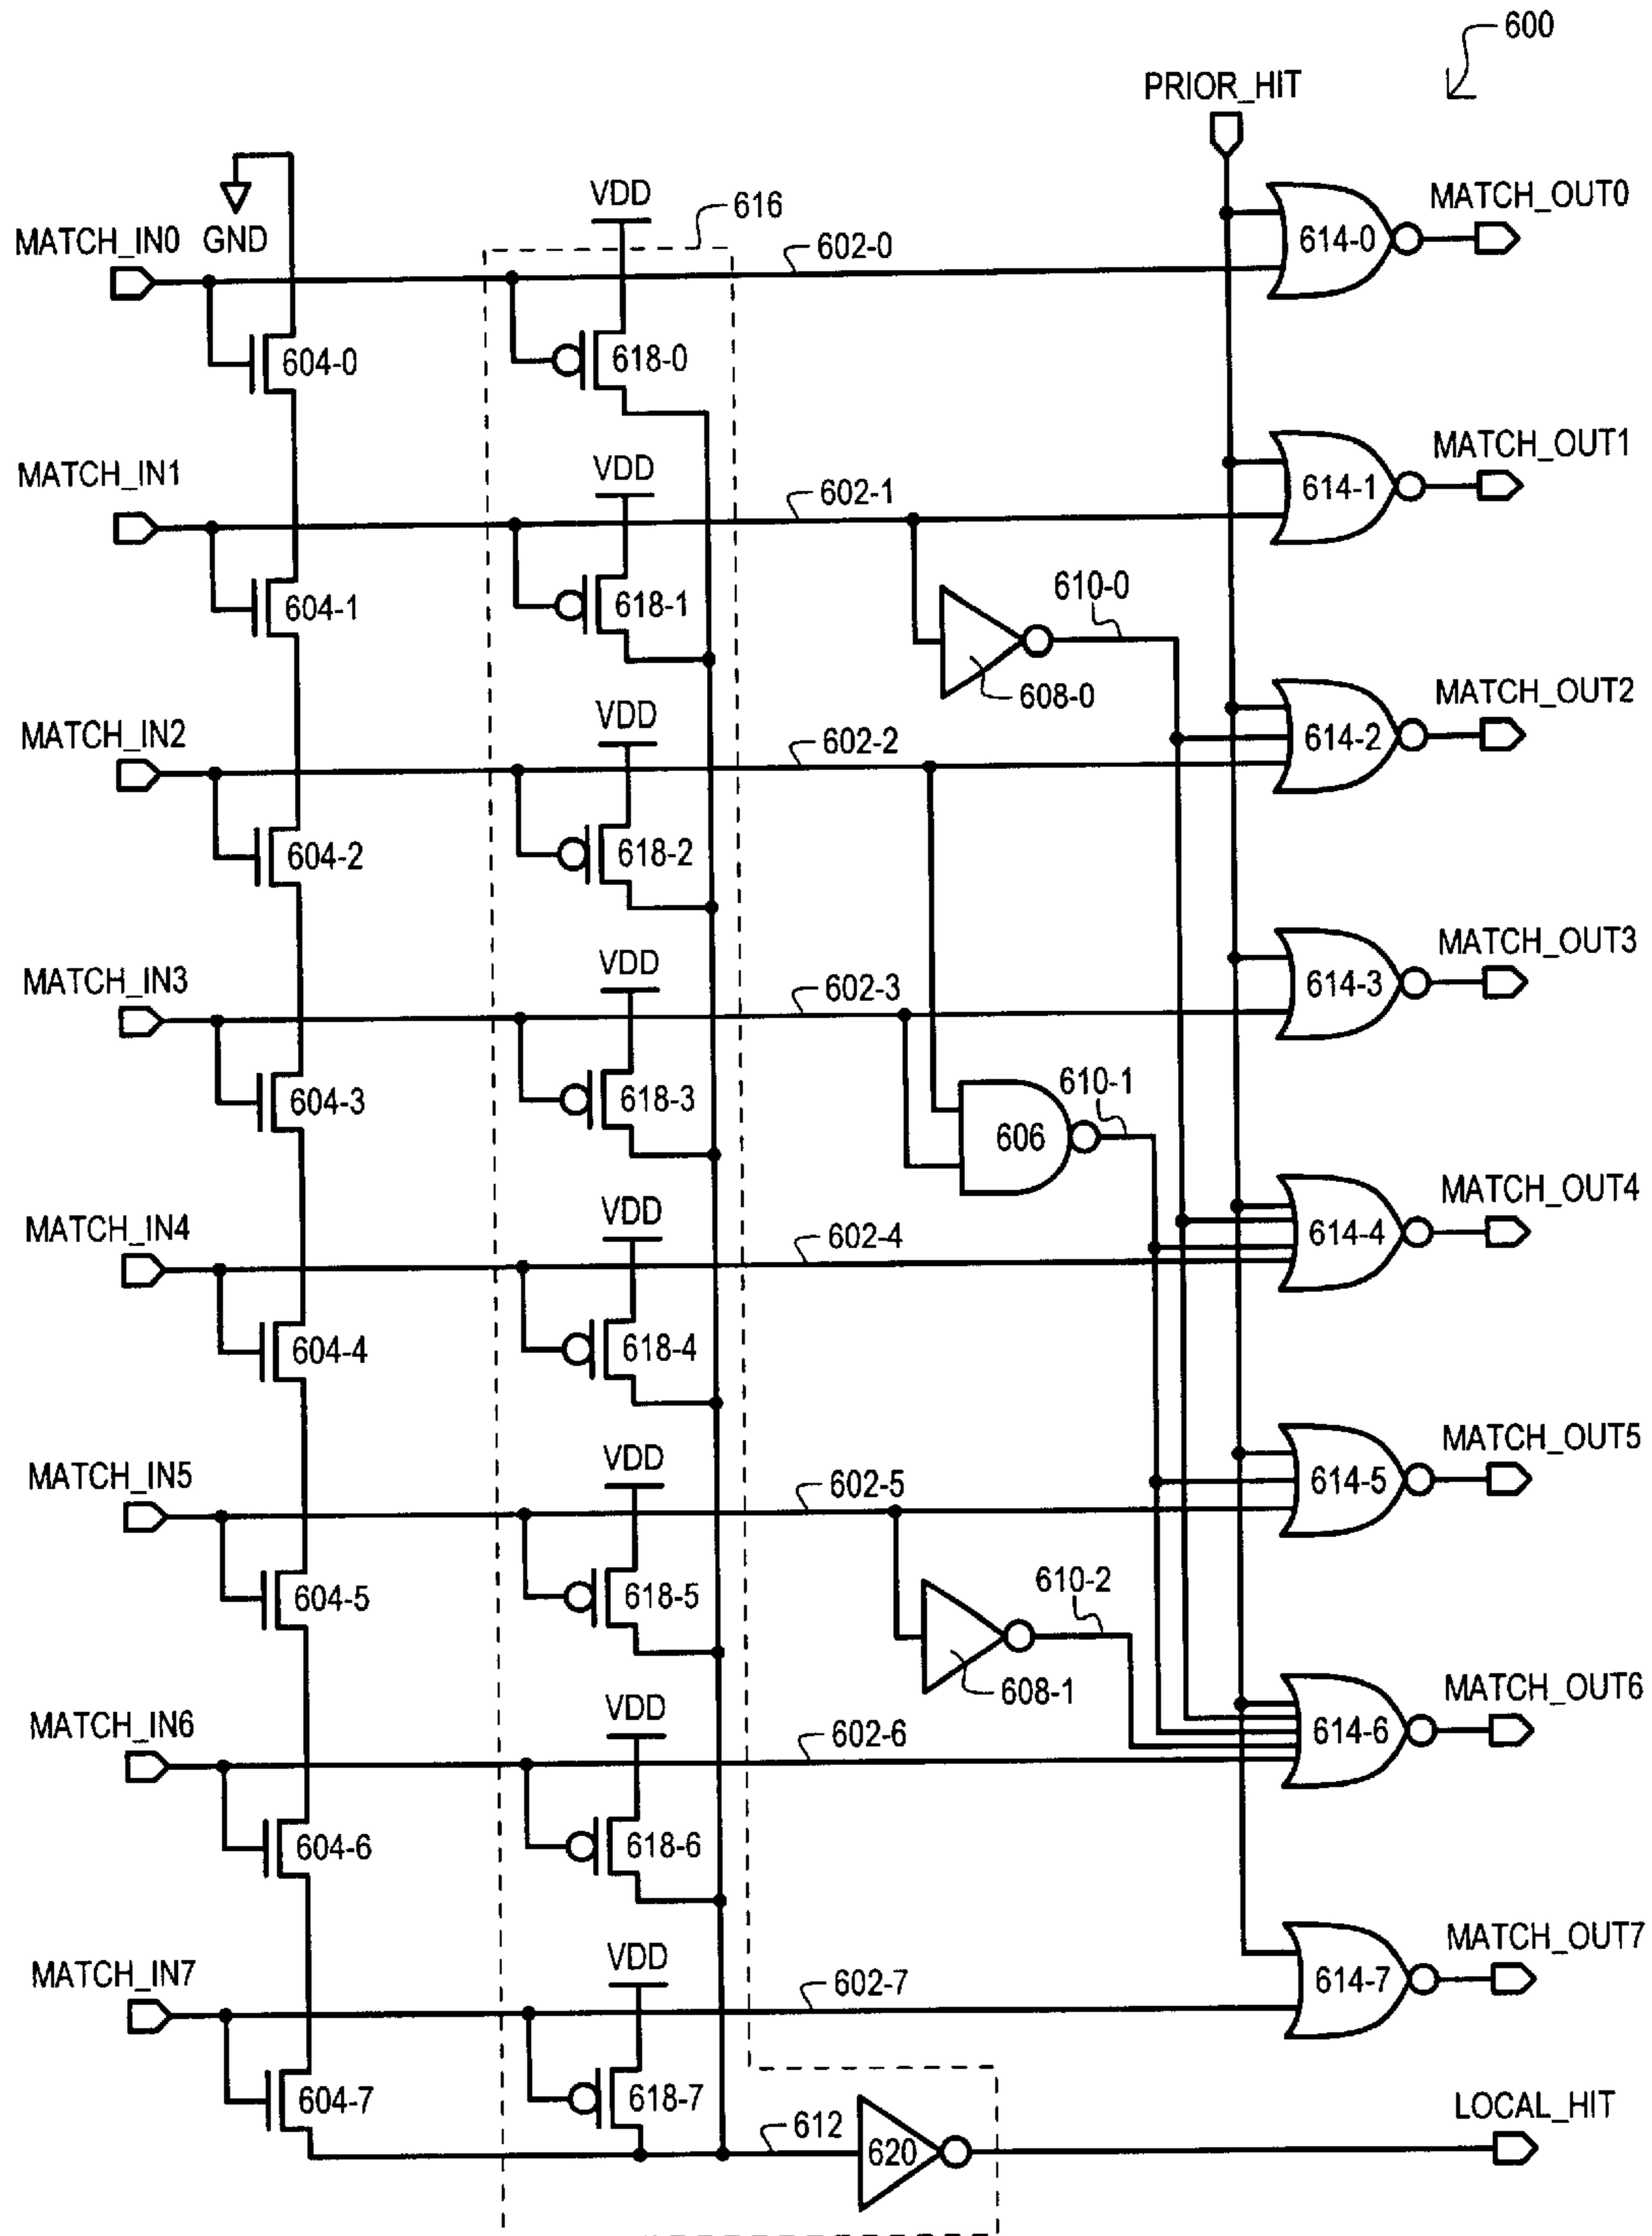 600
PRIOR_HIT
VDD
616
MATCH_OUT0
MATCH_IN0 GND
602-0
614-0
604-0
618-0
MATCH_OUT1
MATCH_IN1
VDD
602-1
614-1
604-1
618-1
610-0
608-0
MATCH_OUT2
MATCH_IN2
VDD
602-2
614-2
604-2
618-2
MATCH_OUT3
MATCH_IN3
VDD
602-3
614-3
604-3
618-3
610-1
606
MATCH_OUT4
MATCH_IN4
VDD
602-4
614-4
604-4
618-4
MATCH_OUT5
MATCH_IN5
VDD
602-5
614-5
604-5
618-5
610-2
608-1
MATCH_OUT6
MATCH_IN6
VDD
602-6
614-6
604-6
618-6
MATCH_OUT7
MATCH_IN7
VDD
602-7
614-7
604-7
618-7
612
620
LOCAL_HIT